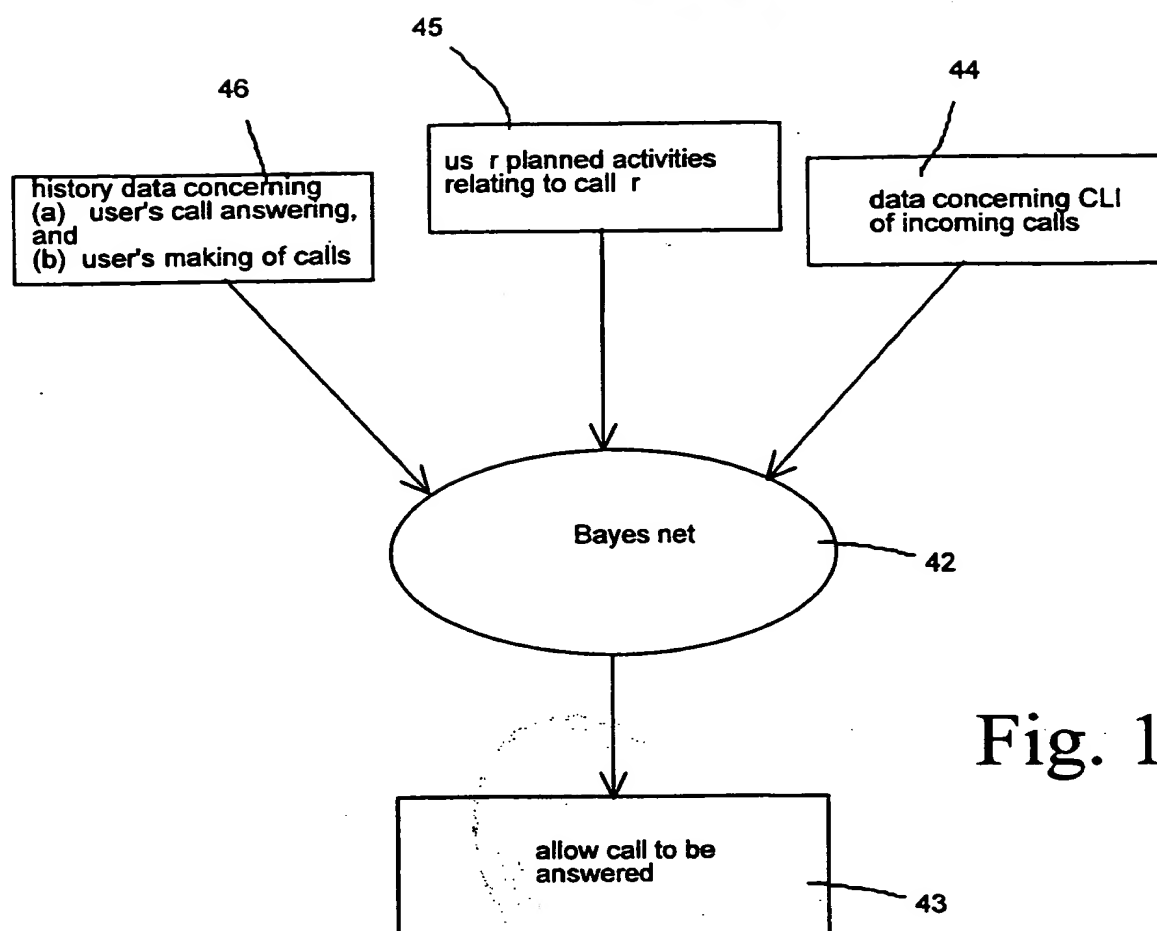 45
46
44
us r planned activities
relating to call r
history data concerning
(a) user's call answering,
and
(b) user's making of calls
data concerning CLI
of incoming calls
Bayes net
42
Fig. 1
allow call to be
answered
43